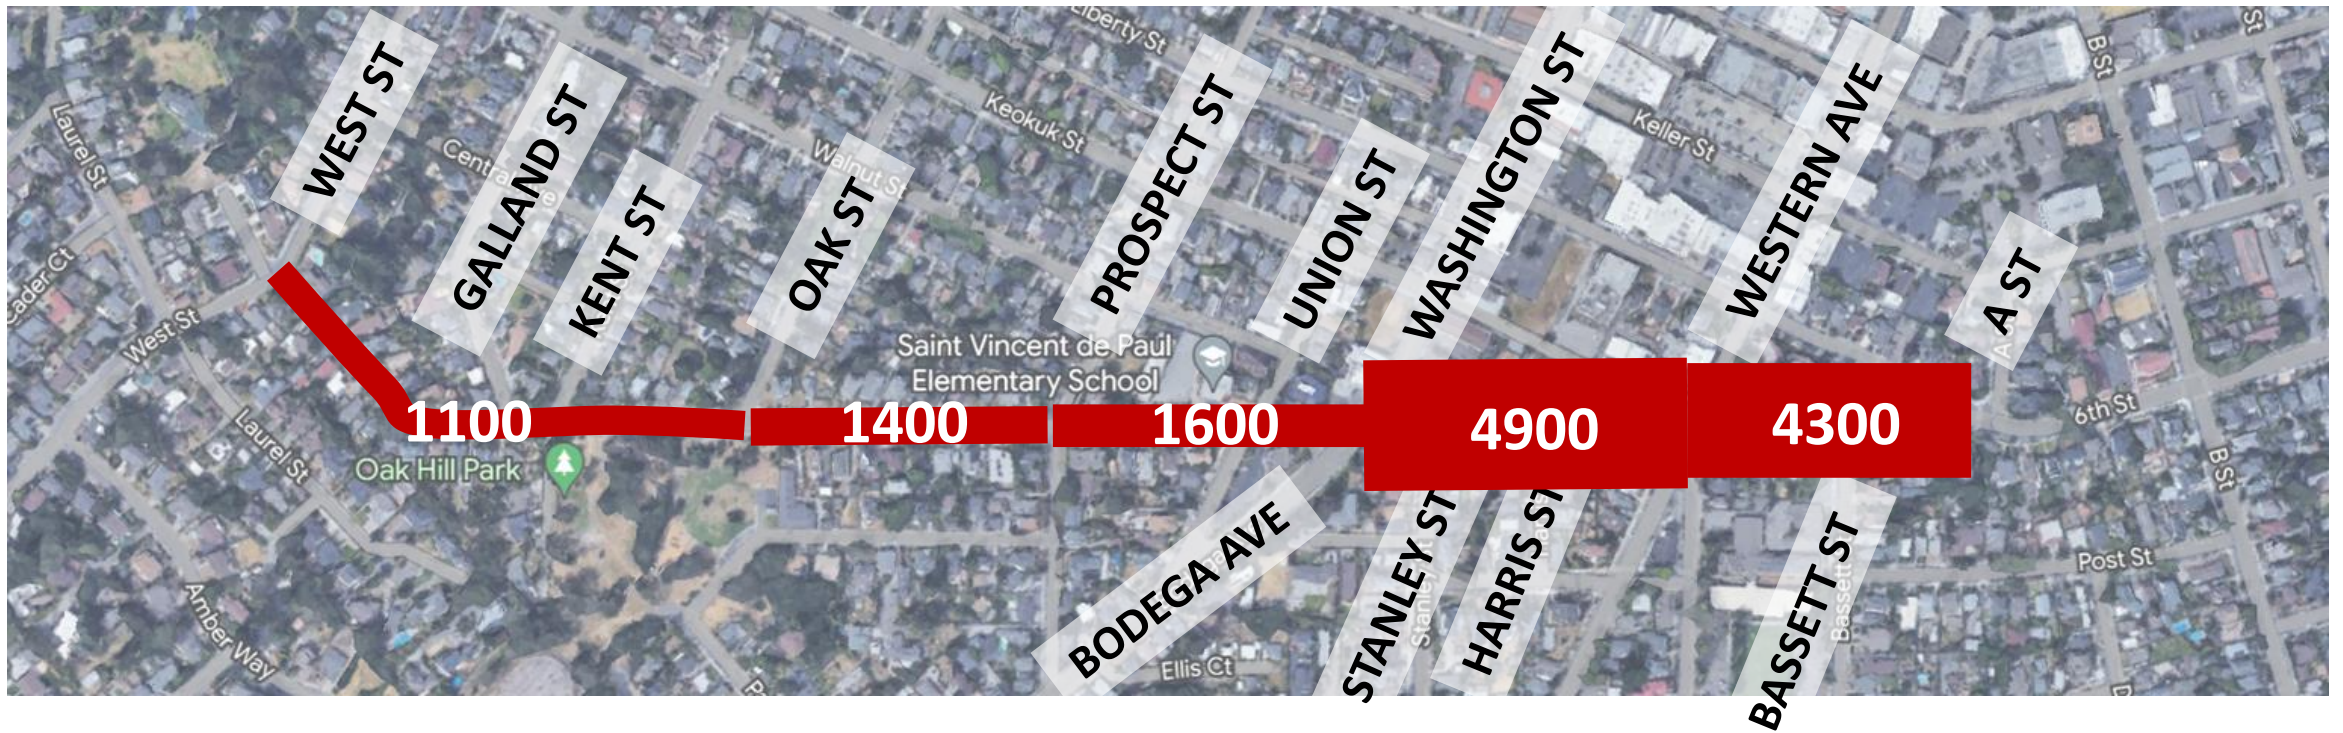 Liberty St
B St
St
WEST ST
GALLAND ST
KENT ST
OAK ST
PROSPECT ST
UNION ST
WASHINGTON ST
WESTERN AVE
A ST
Laurel St
Keokuk St
Keller St
Walnut St
Cader Ct
West St
Saint Vincent de Paul
Elementary School
A
6th St
1100
1400
1600
4900
4300
Oak Hill Park
Laurel St
B St
BODEGA AVE
STANLEY ST
HARRIS ST
BASSETT ST
Post St
Amber Way
Ellis Ct